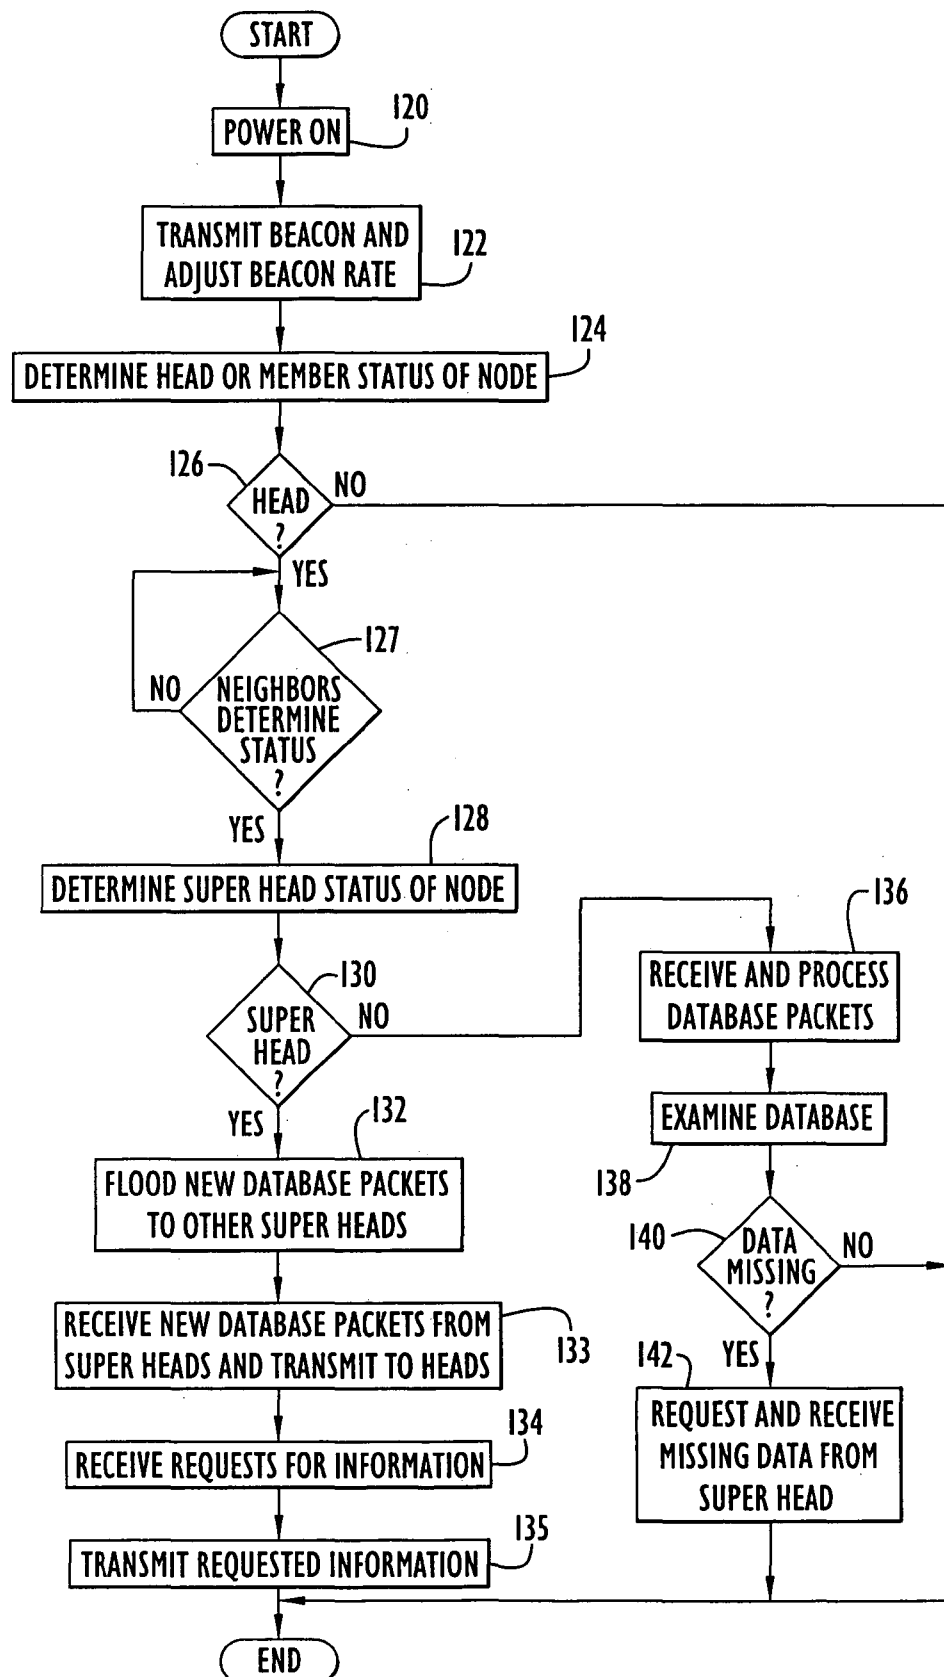 START
120
POWER ON
TRANSMIT BEACON AND
ADJUST BEACON RATE
122
124
DETERMINE HEAD OR MEMBER STATUS OF NODE
126
HEAD
?
NO
YES
127
NO
NEIGHBORS
DETERMINE
STATUS
?
YES
128
DETERMINE SUPER HEAD STATUS OF NODE
130
SUPER
HEAD
?
NO
YES
132
FLOOD NEW DATABASE PACKETS
TO OTHER SUPER HEADS
RECEIVE NEW DATABASE PACKETS FROM
SUPER HEADS AND TRANSMIT TO HEADS
133
134
RECEIVE REQUESTS FOR INFORMATION
135
TRANSMIT REQUESTED INFORMATION
136
RECEIVE AND PROCESS
DATABASE PACKETS
EXAMINE DATABASE
138
140
DATA
MISSING
?
NO
YES
142
REQUEST AND RECEIVE
MISSING DATA FROM
SUPER HEAD
END